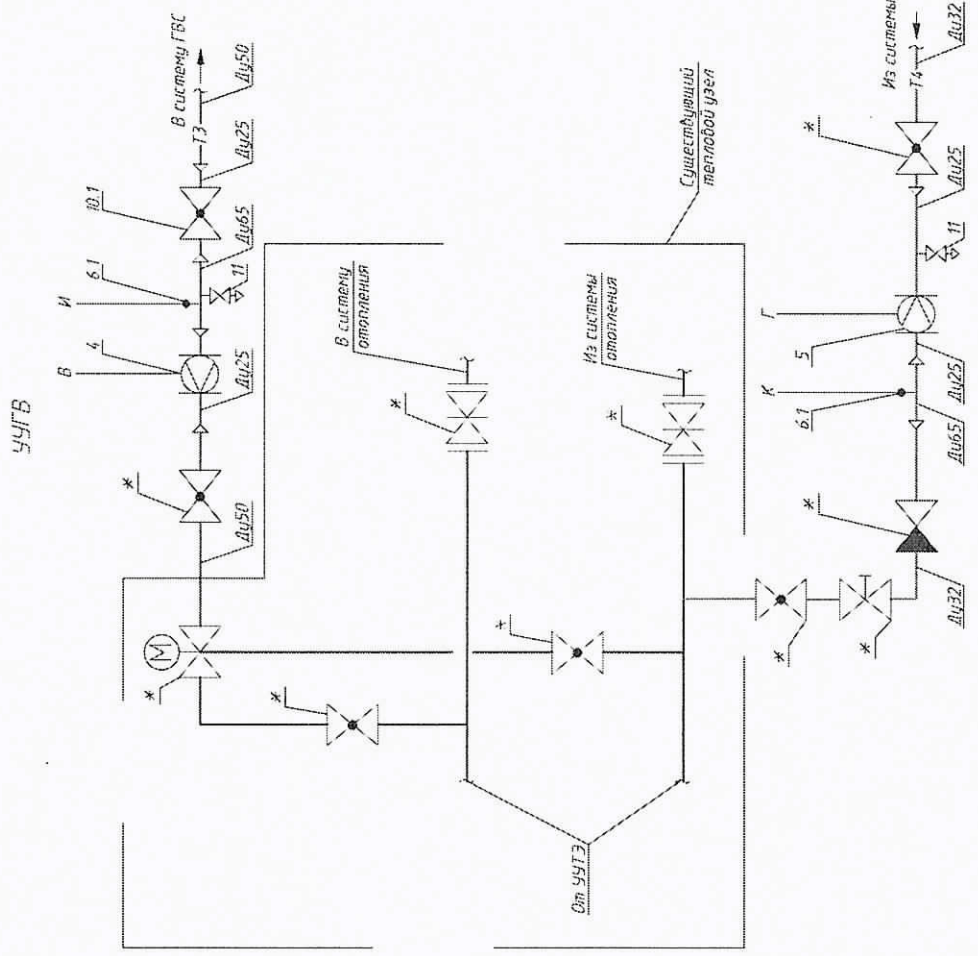 УУГВ
В систему ГВС
Т3
Ду50
Ду25
10.1
Ду65
6.1
И
11
4
В
Ду25
*
Ду50
М
*
*
В систему
отопления
*
Существующий
тепловой узел
Из системы
отопления
*
*
От УУТЭ
Из системы
Т4
Ду32
*
Ду25
11
Г
5
К
6.1
Ду25
Ду65
*
Ду32
*
*